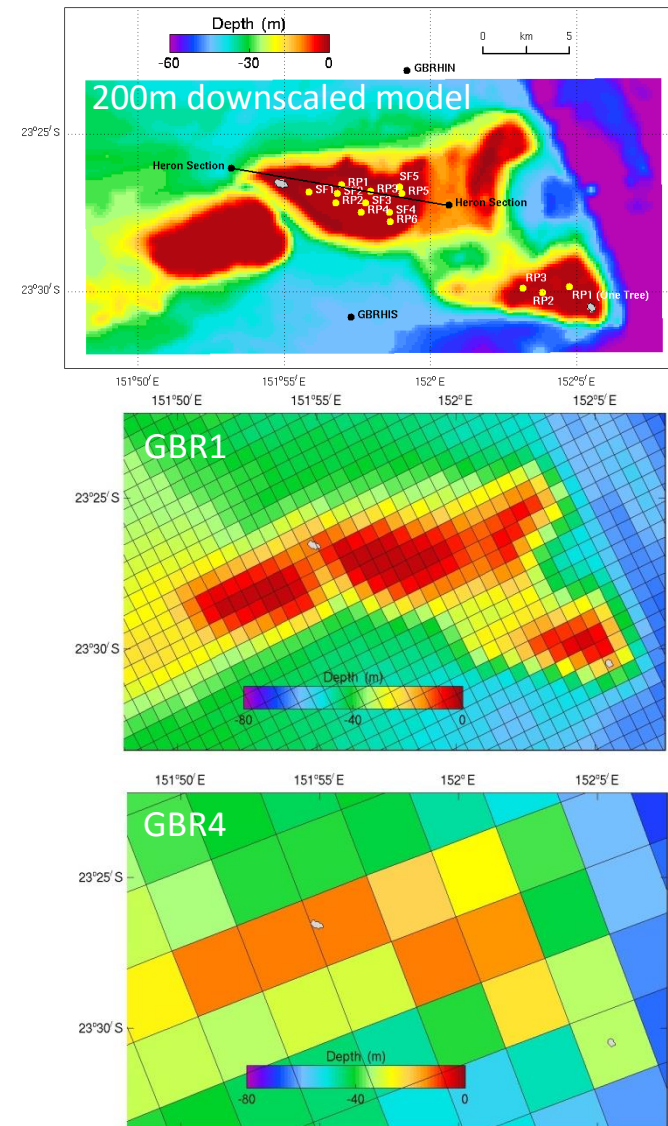 Depth (m)
-60 -30 0
0 km 5
GBRHIN
200m downscaled model
23°25′ S
Heron Section
SF5
RP1
SF1 SF2 RP3 RP5
RP2 SF3
RP4 SF4
RP6
Heron Section
23°30′ S
RP3
RP2
RP1 (One Tree)
GBRHIS
151°50′ E 151°55′ E 152° E 152°5′ E
151°50′ E 151°55′ E 152° E 152°5′ E
GBR1
23°25′ S
23°30′ S
Depth (m)
-80 -40 0
151°50′ E 151°55′ E 152° E 152°5′ E
GBR4
23°25′ S
23°30′ S
Depth (m)
-80 -40 0